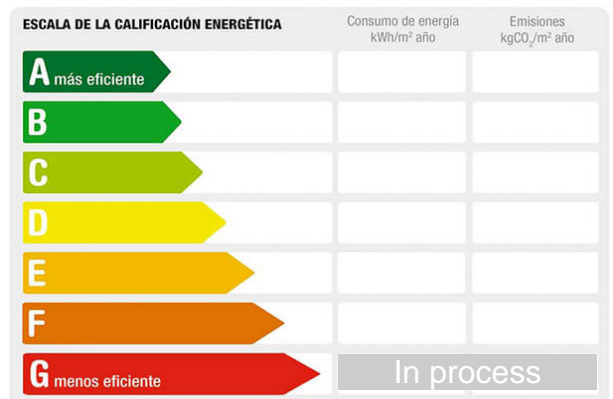 ESCALA DE LA CALIFICACIÓN ENERGÉTICA
Consumo de energía
kWh/m² año
Emisiones
kgCO₂/m² año
A más eficiente
B
C
D
E
F
G menos eficiente
In process